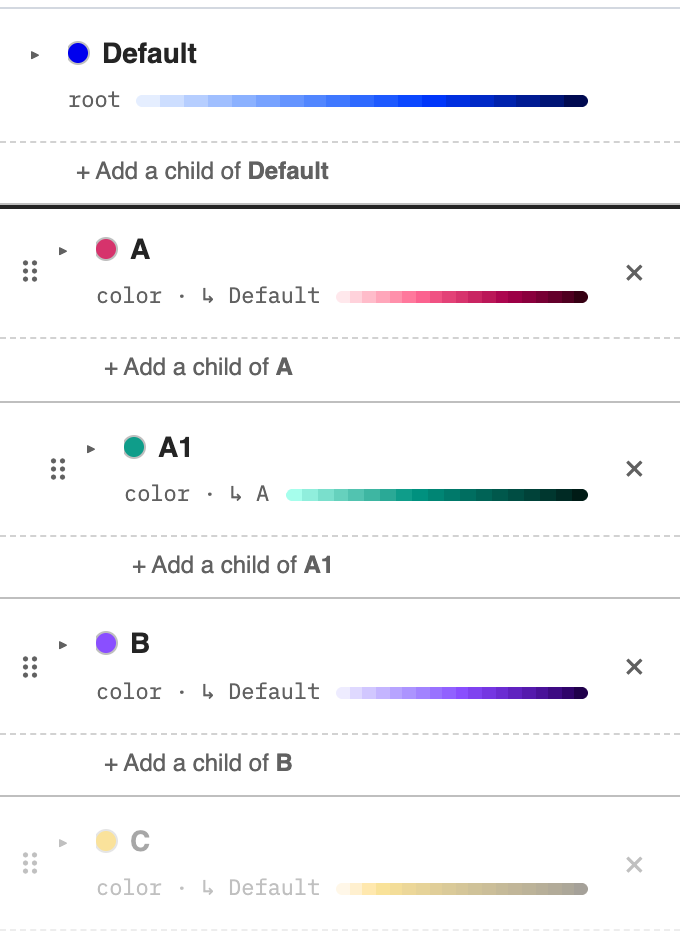 Default
root
+ Add a child of Default
A
color · ↳ Default
+ Add a child of A
A1
color · ↳ A
+ Add a child of A1
B
color · ↳ Default
+ Add a child of B
C
color · ↳ Default